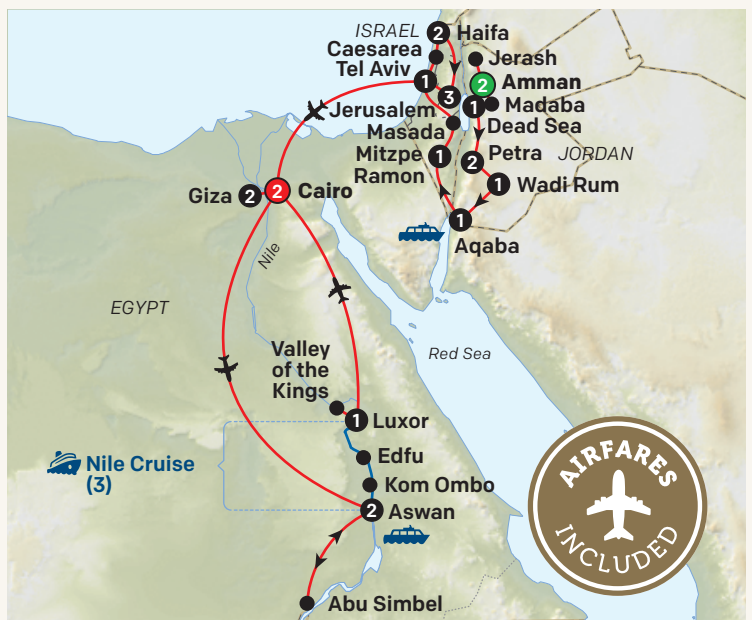 ISRAEL
2
Haifa
Caesarea
Jerash
Tel Aviv
1
2
Amman
3
Jerusalem
1
Madaba
Masada
Dead Sea
Mitzpe
Ramon
1
2
Petra
JORDAN
1
Wadi Rum
Giza
2
2
Cairo
1
Aqaba
Nile
EGYPT
Red Sea
Valley
of the
Kings
1
Luxor
Edfu
Nile Cruise
(3)
Kom Ombo
2
Aswan
Abu Simbel
AIRFARES
INCLUDED